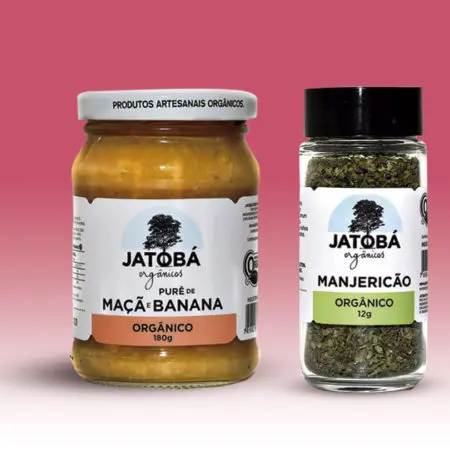 PRODUTOS ARTESANAIS ORGÂNICOS.
JATOBÁ
orgânicos
PURÊ DE
MAÇÃ E BANANA
ORGÂNICO
180g
JATOBÁ
orgânicos
MANJERICÃO
ORGÂNICO
12g